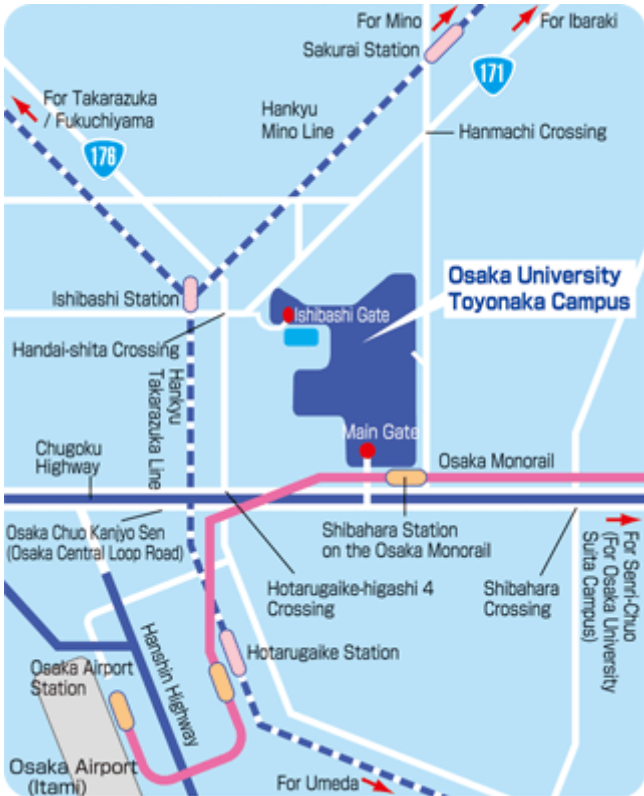 For Mino
For Ibaraki
Sakurai Station
171
For Takarazuka
/ Fukuchiyama
Hankyu
Mino Line
Hanmachi Crossing
176
Osaka University
Toyonaka Campus
Ishibashi Station
Ishibashi Gate
Handai-shita Crossing
Hankyu
Takarazuka Line
Main Gate
Chugoku
Highway
Osaka Monorail
Osaka Chuo Kanjyo Sen
(Osaka Central Loop Road)
Shibahara Station
on the Osaka Monorail
For Senri-Chuo
(For Osaka University
Suita Campus)
Hotarugaike-higashi 4
Crossing
Shibahara
Crossing
Hanshin Highway
Hotarugaike Station
Osaka Airport
Station
Osaka Airport
(Itami)
For Umeda